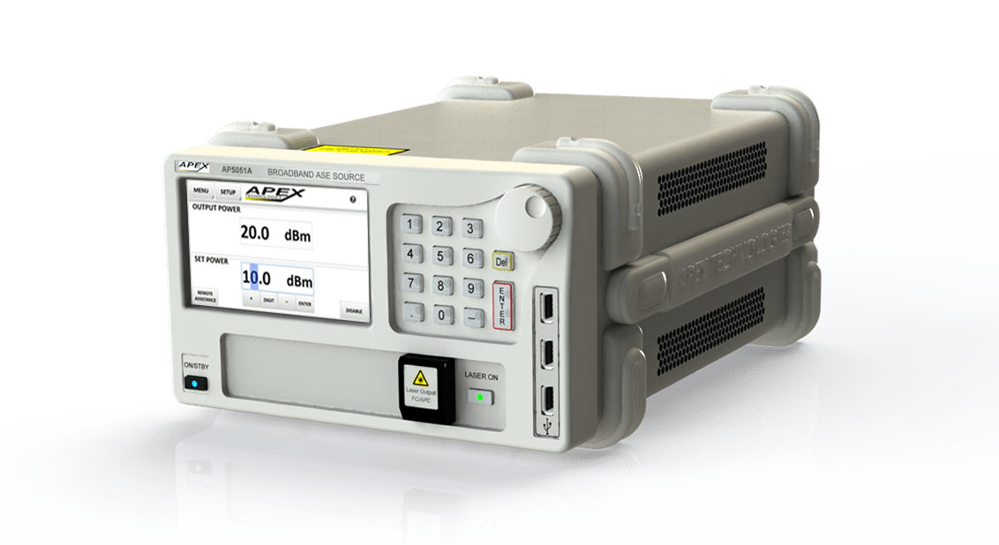 APEX AP5051A BROADBAND ASE SOURCE
MENU SETUP APEX ?
TECHNOLOGIES
OUTPUT POWER
20.0 dBm
SET POWER
10.0 dBm
REMOTE
ASSISTANCE
+ DIGIT - ENTER
DISABLE
1 2 3
4 5 6 Del
7 8 9
. 0 –
ENTER
ON/STBY
Laser Output
FC/APC
LASER ON
APEX TECHNOLOGIES